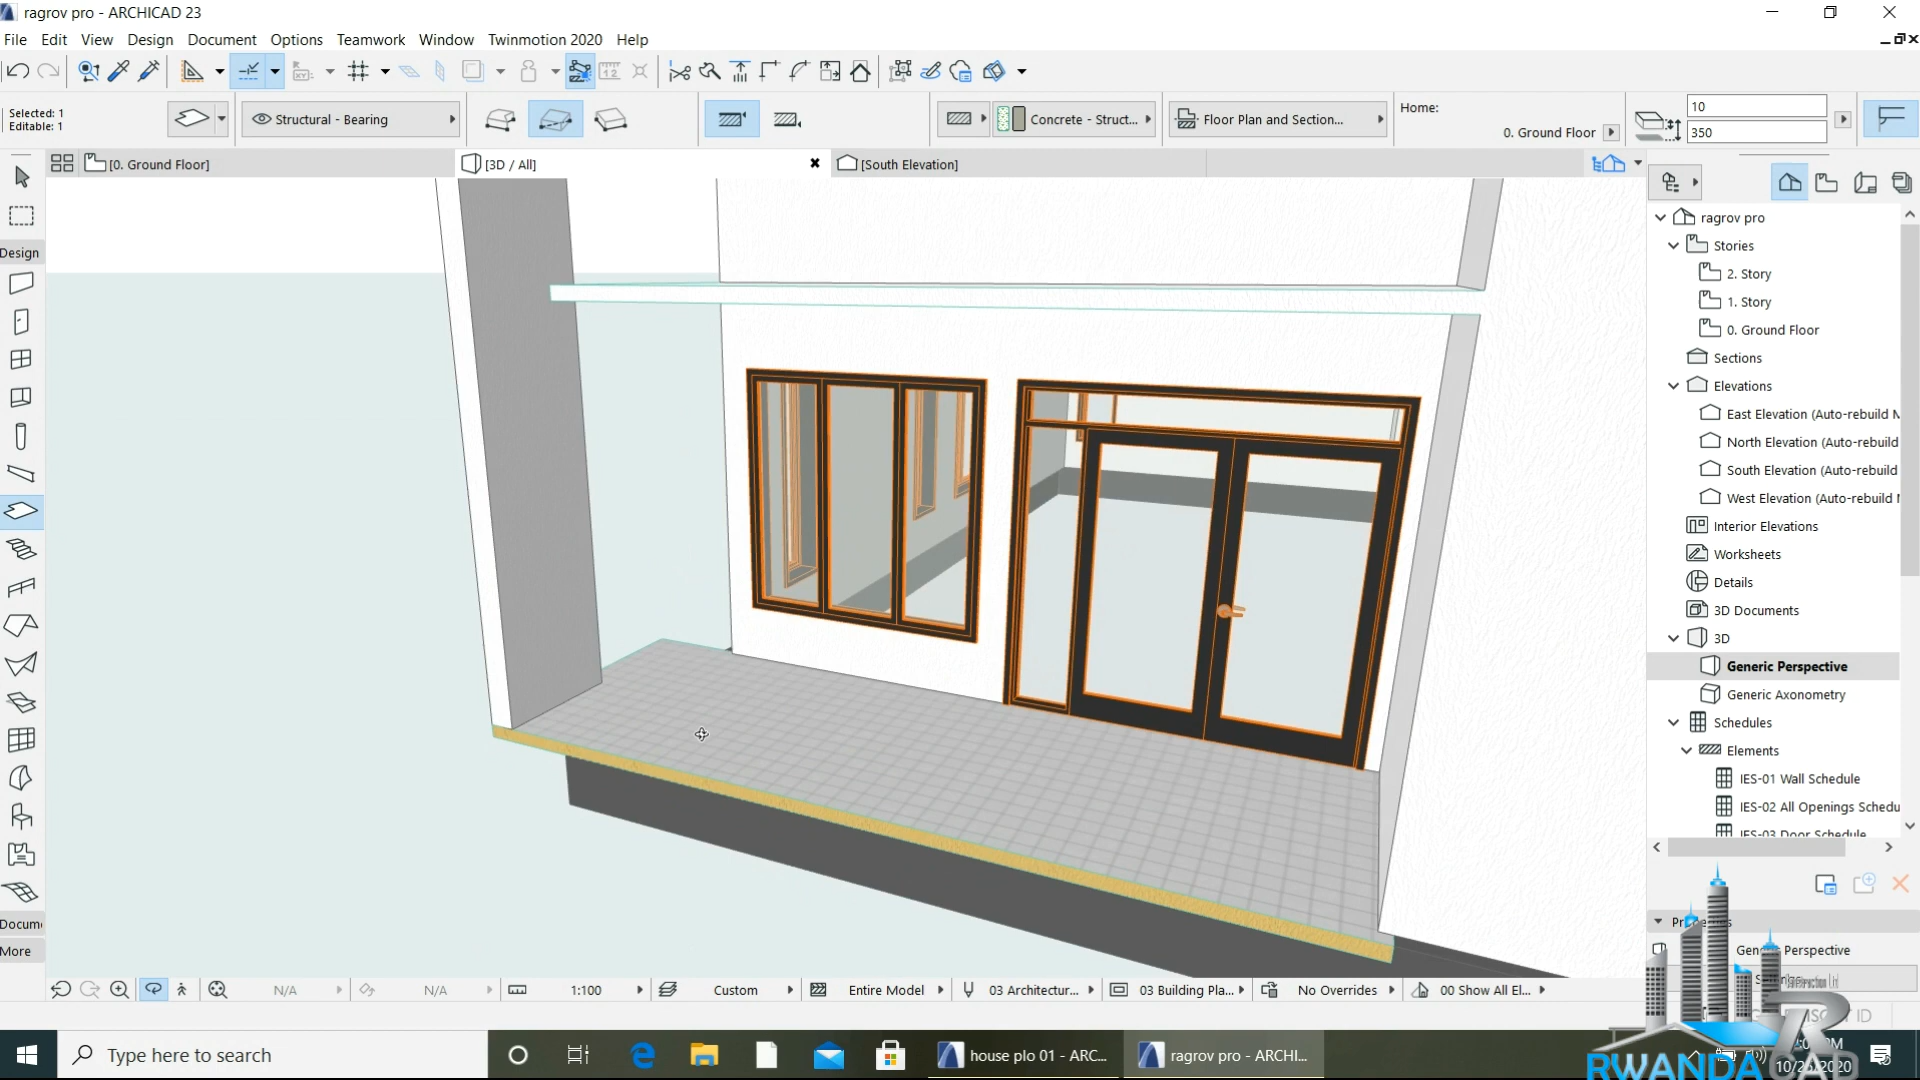 ragrov pro - ARCHICAD 23
File Edit View Design Document Options Teamwork Window Twinmotion 2020 Help
Selected: 1
Editable: 1
Structural - Bearing
Concrete - Struct...
Floor Plan and Section...
Home:
0. Ground Floor
10
350
[0. Ground Floor]
[3D / All]
[South Elevation]
Design
Docum
More
ragrov pro
Stories
2. Story
1. Story
0. Ground Floor
Sections
Elevations
East Elevation (Auto-rebuild M
North Elevation (Auto-rebuild
South Elevation (Auto-rebuild
West Elevation (Auto-rebuild
Interior Elevations
Worksheets
Details
3D Documents
3D
Generic Perspective
Generic Axonometry
Schedules
Elements
IES-01 Wall Schedule
IES-02 All Openings Schedu
IES-03 Door Schedule
Generic Perspective
N/A
N/A
1:100
Custom
Entire Model
03 Architectur...
03 Building Pla...
No Overrides
00 Show All El...
Type here to search
house plo 01 - ARC...
ragrov pro - ARCHI...
RWANDA CAD